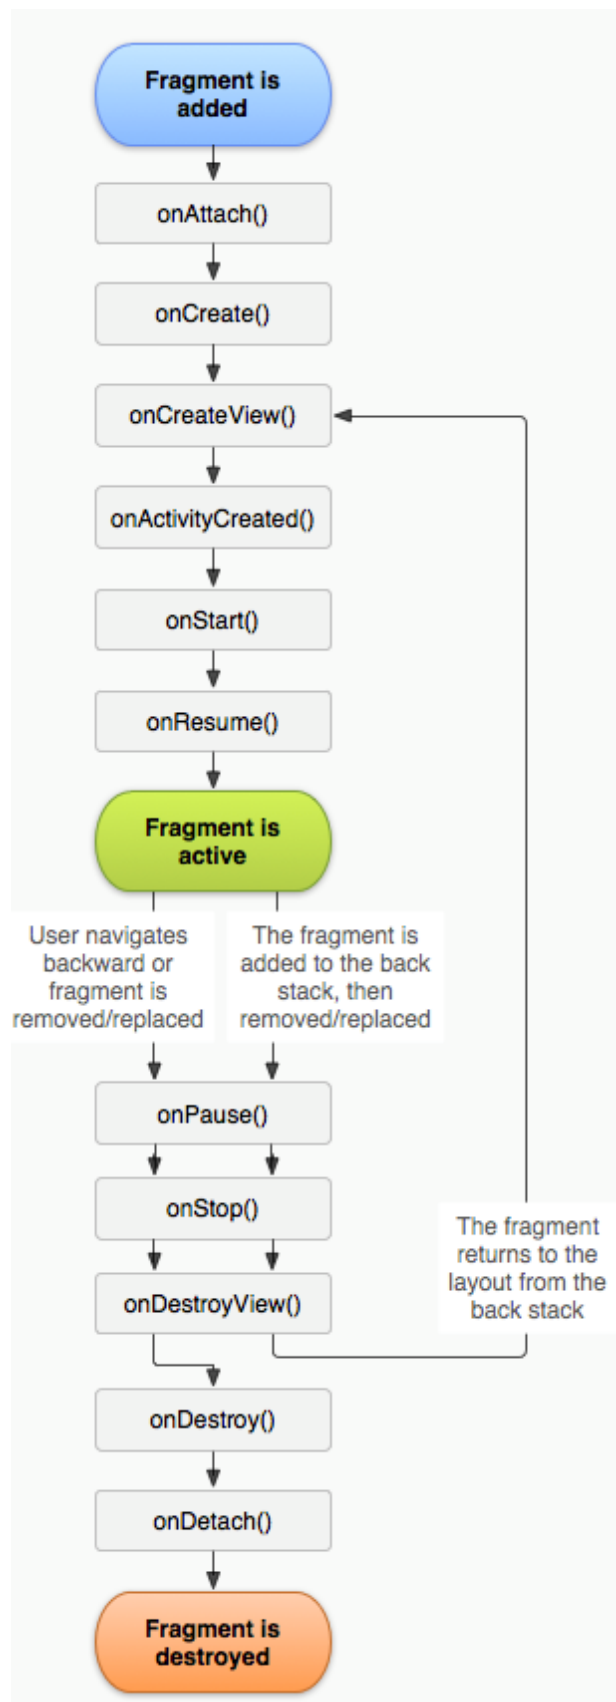 Fragment is
added
onAttach()
onCreate()
onCreateView()
onActivityCreated()
onStart()
onResume()
Fragment is
active
User navigates
backward or
fragment is
removed/replaced
The fragment is
added to the back
stack, then
removed/replaced
onPause()
onStop()
onDestroyView()
The fragment
returns to the
layout from the
back stack
onDestroy()
onDetach()
Fragment is
destroyed